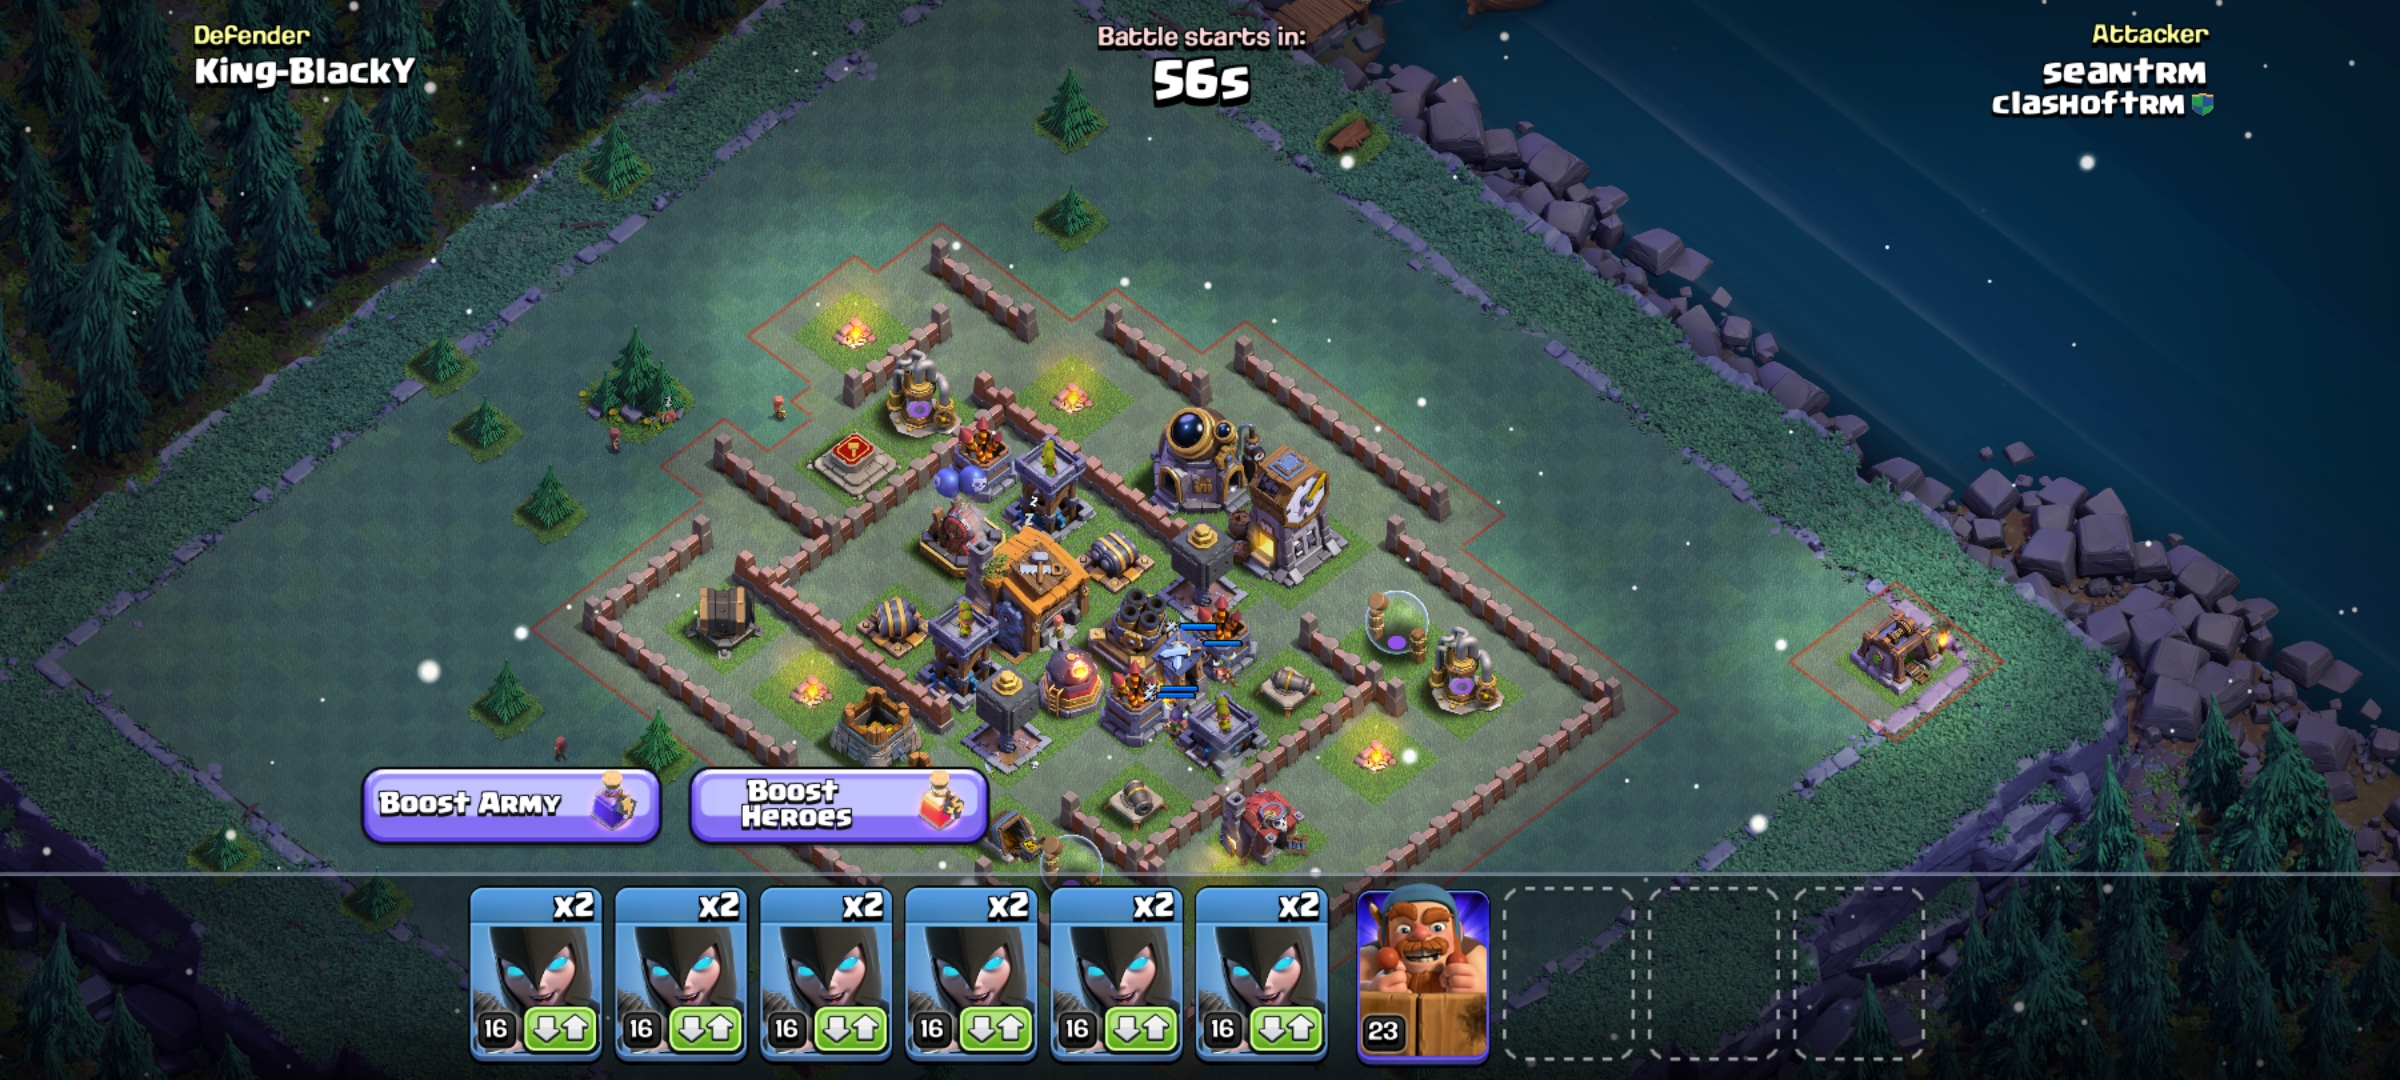 Defender
King-BlackY
Battle starts in:
56s
Attacker
seantRM
clashoftRM
z
z
z
Boost Army
Boost
Heroes
x2
x2
x2
x2
x2
x2
16
16
16
16
16
16
23